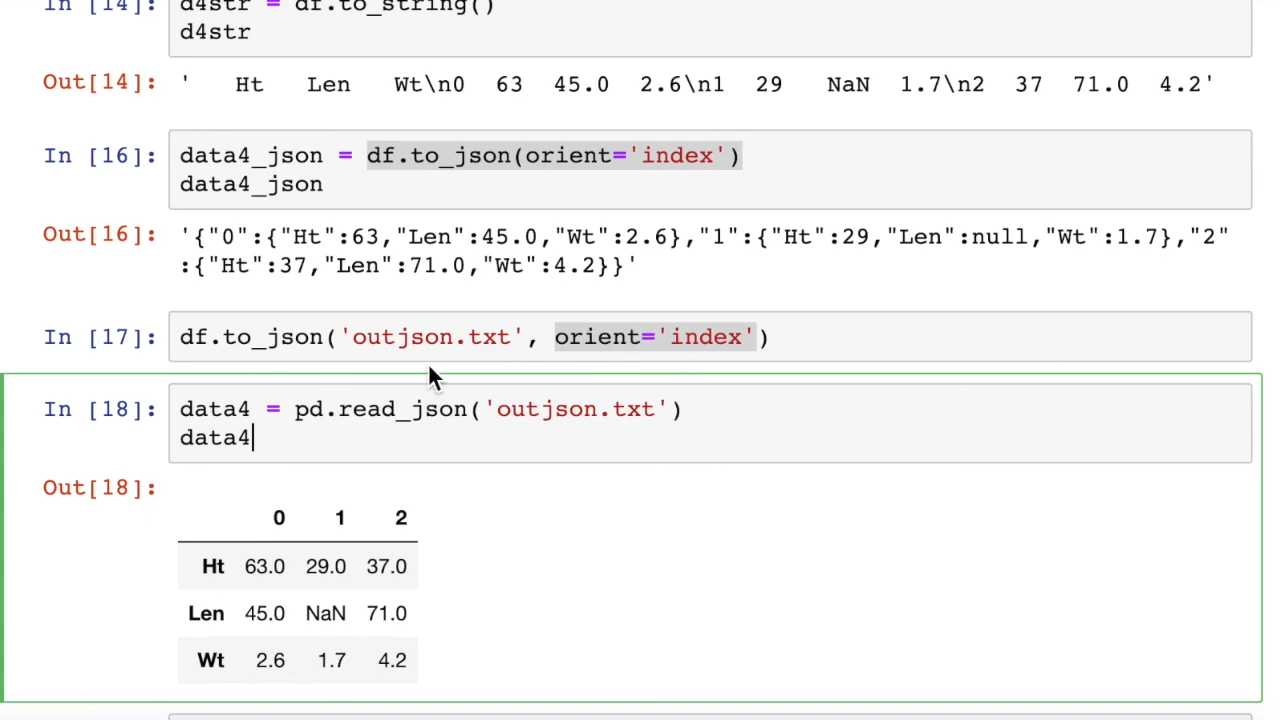 In [14]: d4str = df.to_string()
d4str
Out[14]: '   Ht   Len   Wt\n0  63  45.0  2.6\n1  29   NaN  1.7\n2  37  71.0  4.2'
In [16]: data4_json = df.to_json(orient='index')
data4_json
Out[16]: '{"0":{"Ht":63,"Len":45.0,"Wt":2.6},"1":{"Ht":29,"Len":null,"Wt":1.7},"2"
:{"Ht":37,"Len":71.0,"Wt":4.2}}'
In [17]: df.to_json('outjson.txt', orient='index')
In [18]: data4 = pd.read_json('outjson.txt')
data4
Out[18]:
0 1 2
Ht 63.0 29.0 37.0
Len 45.0 NaN 71.0
Wt 2.6 1.7 4.2